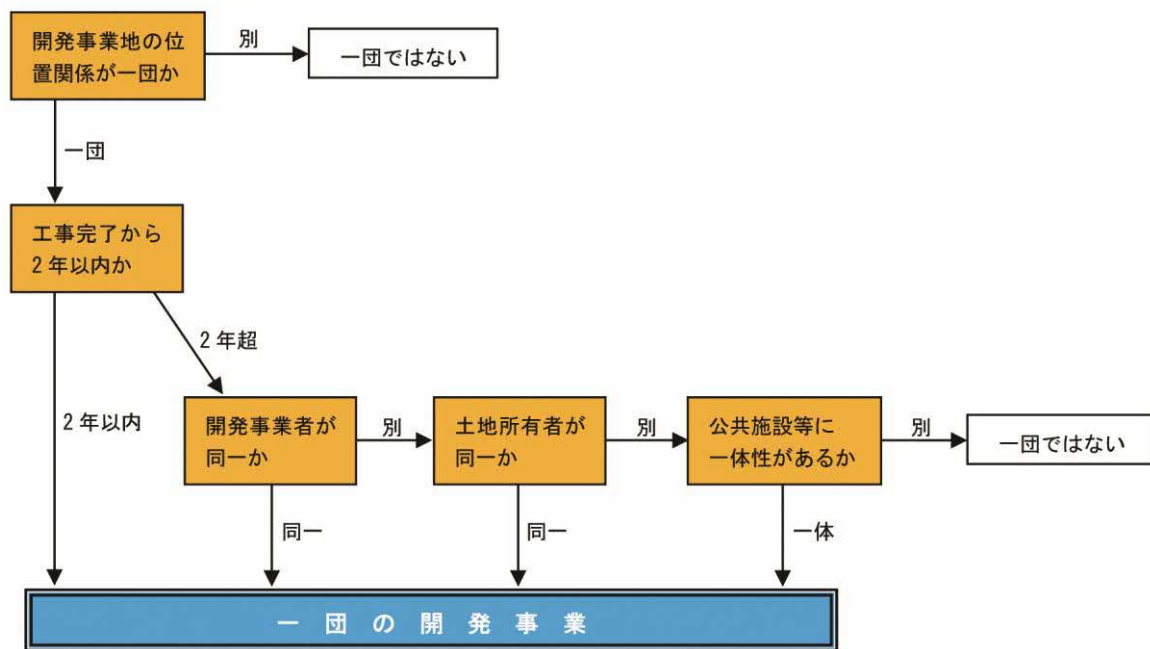 開発事業地の位
置関係が一団か
別
一団ではない
一団
工事完了から
2年以内か
2年超
2年以内
開発事業者が
同一か
別
土地所有者が
同一か
別
公共施設等に
一体性があるか
別
一団ではない
同一
同一
一体
一団の開発事業